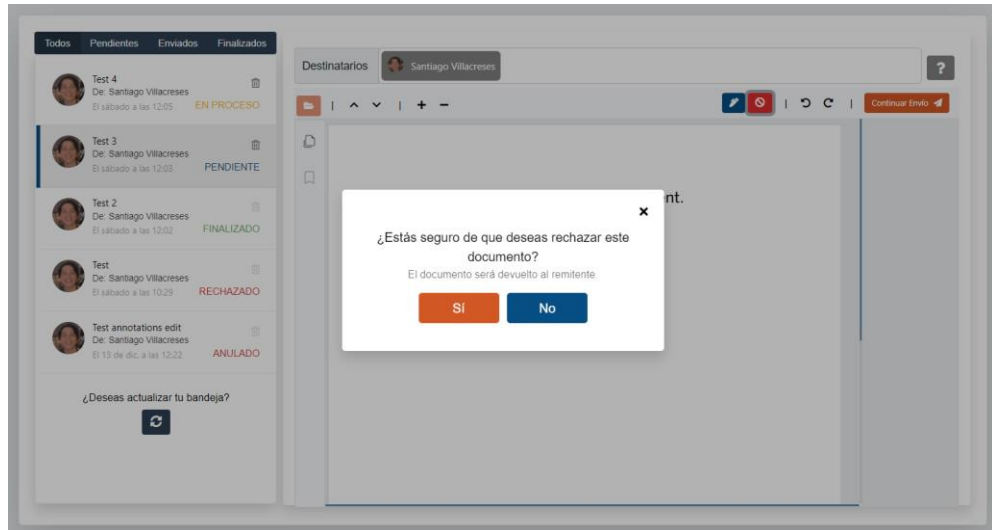 Todos Pendientes Enviados Finalizados
Test 4
De: Santiago Villacreses
El sábado a las 12:05 EN PROCESO
Test 3
De: Santiago Villacreses
El sábado a las 12:03 PENDIENTE
Test 2
De: Santiago Villacreses
El sábado a las 12:02 FINALIZADO
Test
De: Santiago Villacreses
El sábado a las 10:29 RECHAZADO
Test annotations edit
De: Santiago Villacreses
El 13 de dic. a las 12:22 ANULADO
¿Deseas actualizar tu bandeja?
Destinatarios Santiago Villacreses ?
Continuar Envío
nt.
¿Estás seguro de que deseas rechazar este
documento?
El documento será devuelto al remitente.
Sí No